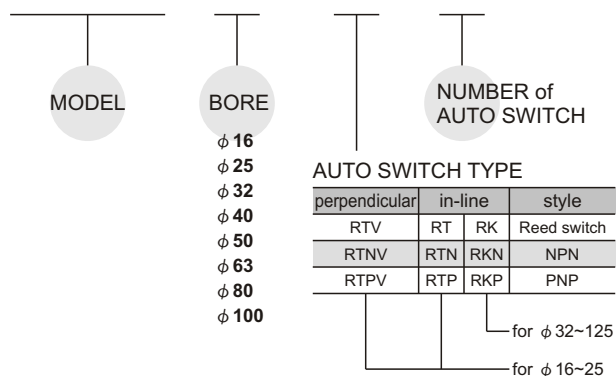 MODEL
BORE
NUMBER of
AUTO SWITCH
φ 16
φ 25
φ 32
φ 40
φ 50
φ 63
φ 80
φ 100
AUTO SWITCH TYPE
perpendicular in-line style
RTV RT RK Reed switch
RTNV RTN RKN NPN
RTPV RTP RKP PNP
for φ 32~125
for φ 16~25